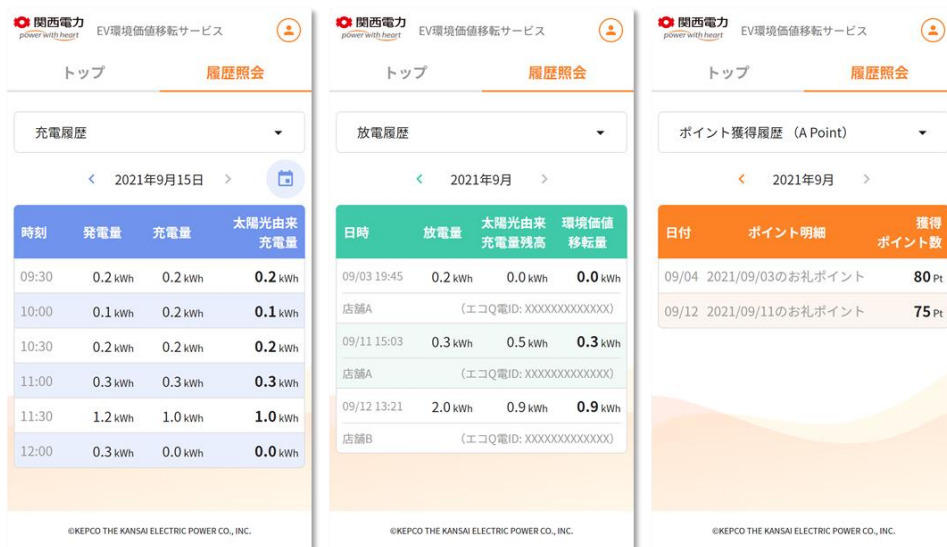 関西電力
power with heart
EV環境価値移転サービス
トップ 履歴照会
充電履歴
2021年9月15日
時刻 発電量 充電量 太陽光由来
充電量
09:30 0.2 kWh 0.2 kWh 0.2 kWh
10:00 0.1 kWh 0.2 kWh 0.1 kWh
10:30 0.2 kWh 0.2 kWh 0.2 kWh
11:00 0.3 kWh 0.3 kWh 0.3 kWh
11:30 1.2 kWh 1.0 kWh 1.0 kWh
12:00 0.3 kWh 0.0 kWh 0.0 kWh
©KEPCO THE KANSAI ELECTRIC POWER CO., INC.
関西電力
power with heart
EV環境価値移転サービス
トップ 履歴照会
放電履歴
2021年9月
日時 放電量 太陽光由来 環境価値
充電量残高 移転量
09/03 19:45 0.2 kWh 0.0 kWh 0.0 kWh
店舗A (エコQ電ID: XXXXXXXXXXXXX)
09/11 15:03 0.3 kWh 0.5 kWh 0.3 kWh
店舗A (エコQ電ID: XXXXXXXXXXXXX)
09/12 13:21 2.0 kWh 0.9 kWh 0.9 kWh
店舗B (エコQ電ID: XXXXXXXXXXXXX)
©KEPCO THE KANSAI ELECTRIC POWER CO., INC.
関西電力
power with heart
EV環境価値移転サービス
トップ 履歴照会
ポイント獲得履歴 (A Point)
2021年9月
日付 ポイント明細 獲得
ポイント数
09/04 2021/09/03のお礼ポイント 80 Pt
09/12 2021/09/11のお礼ポイント 75 Pt
©KEPCO THE KANSAI ELECTRIC POWER CO., INC.